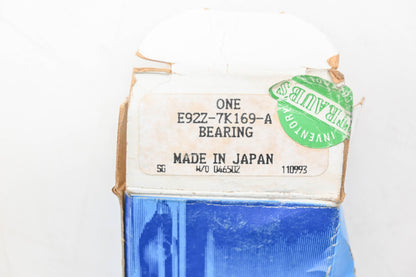 ONE
E92Z-7K169-A
BEARING
MADE IN JAPAN
SG W/O 046502 110993
INVENTORY